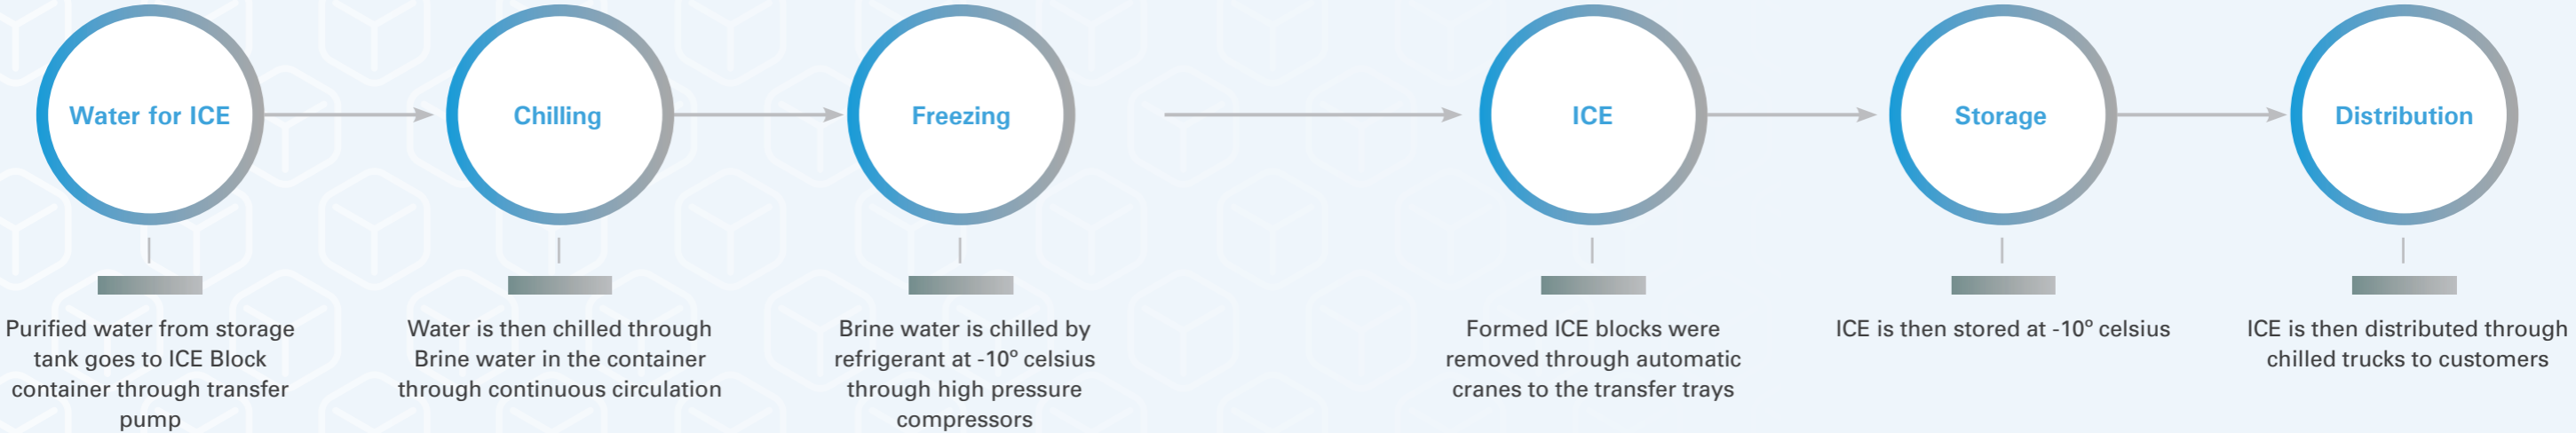 Water for ICE
Chilling
Freezing
ICE
Storage
Distribution
Purified water from storage
tank goes to ICE Block
container through transfer
pump
Water is then chilled through
Brine water in the container
through continuous circulation
Brine water is chilled by
refrigerant at -10º celsius
through high pressure
compressors
Formed ICE blocks were
removed through automatic
cranes to the transfer trays
ICE is then stored at -10º celsius
ICE is then distributed through
chilled trucks to customers